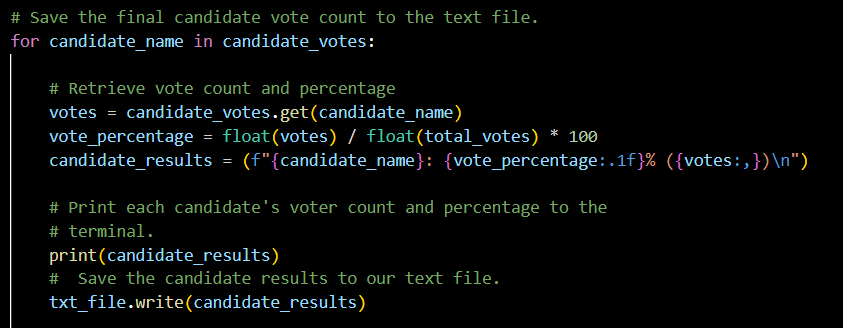 # Save the final candidate vote count to the text file.
for candidate_name in candidate_votes:
# Retrieve vote count and percentage
votes = candidate_votes.get(candidate_name)
vote_percentage = float(votes) / float(total_votes) * 100
candidate_results = (f"{candidate_name}: {vote_percentage:.1f}% ({votes:,})\n")
# Print each candidate's voter count and percentage to the
# terminal.
print(candidate_results)
#  Save the candidate results to our text file.
txt_file.write(candidate_results)